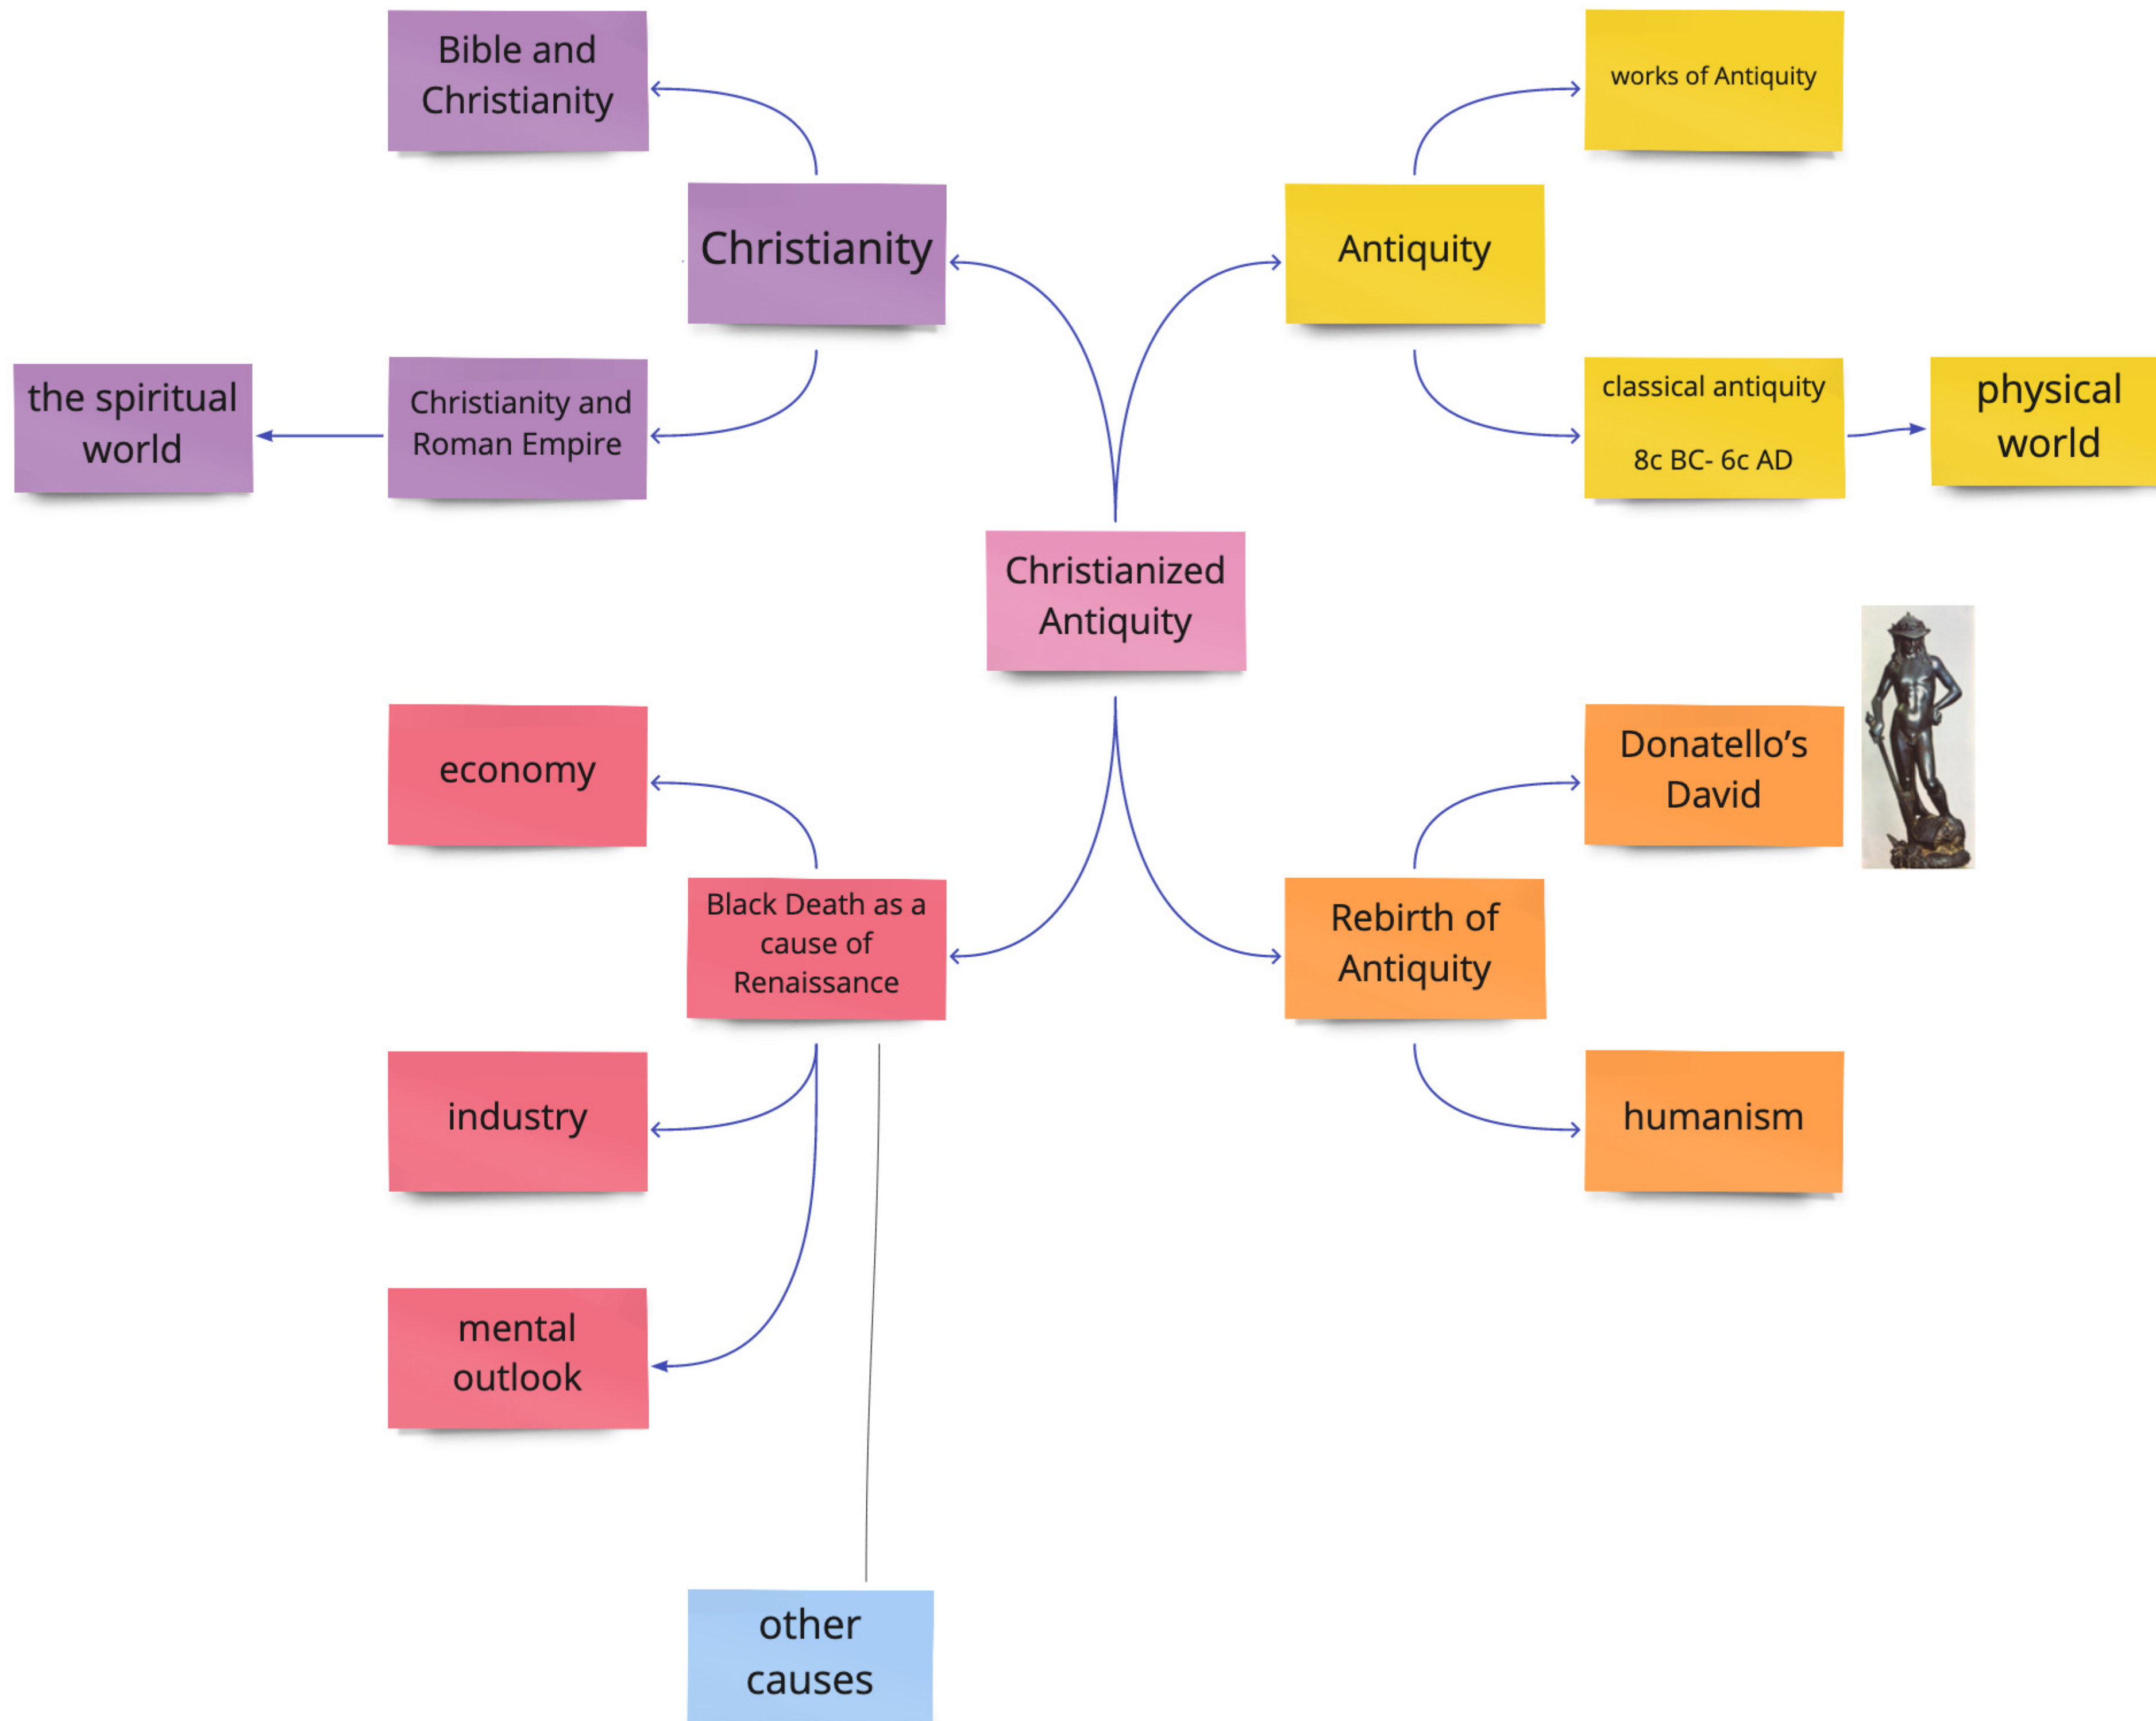 Bible and
Christianity
works of Antiquity
Christianity
Antiquity
the spiritual
world
Christianity and
Roman Empire
classical antiquity
8c BC- 6c AD
physical
world
Christianized
Antiquity
economy
Donatello’s
David
Black Death as a
cause of
Renaissance
Rebirth of
Antiquity
industry
humanism
mental
outlook
other
causes